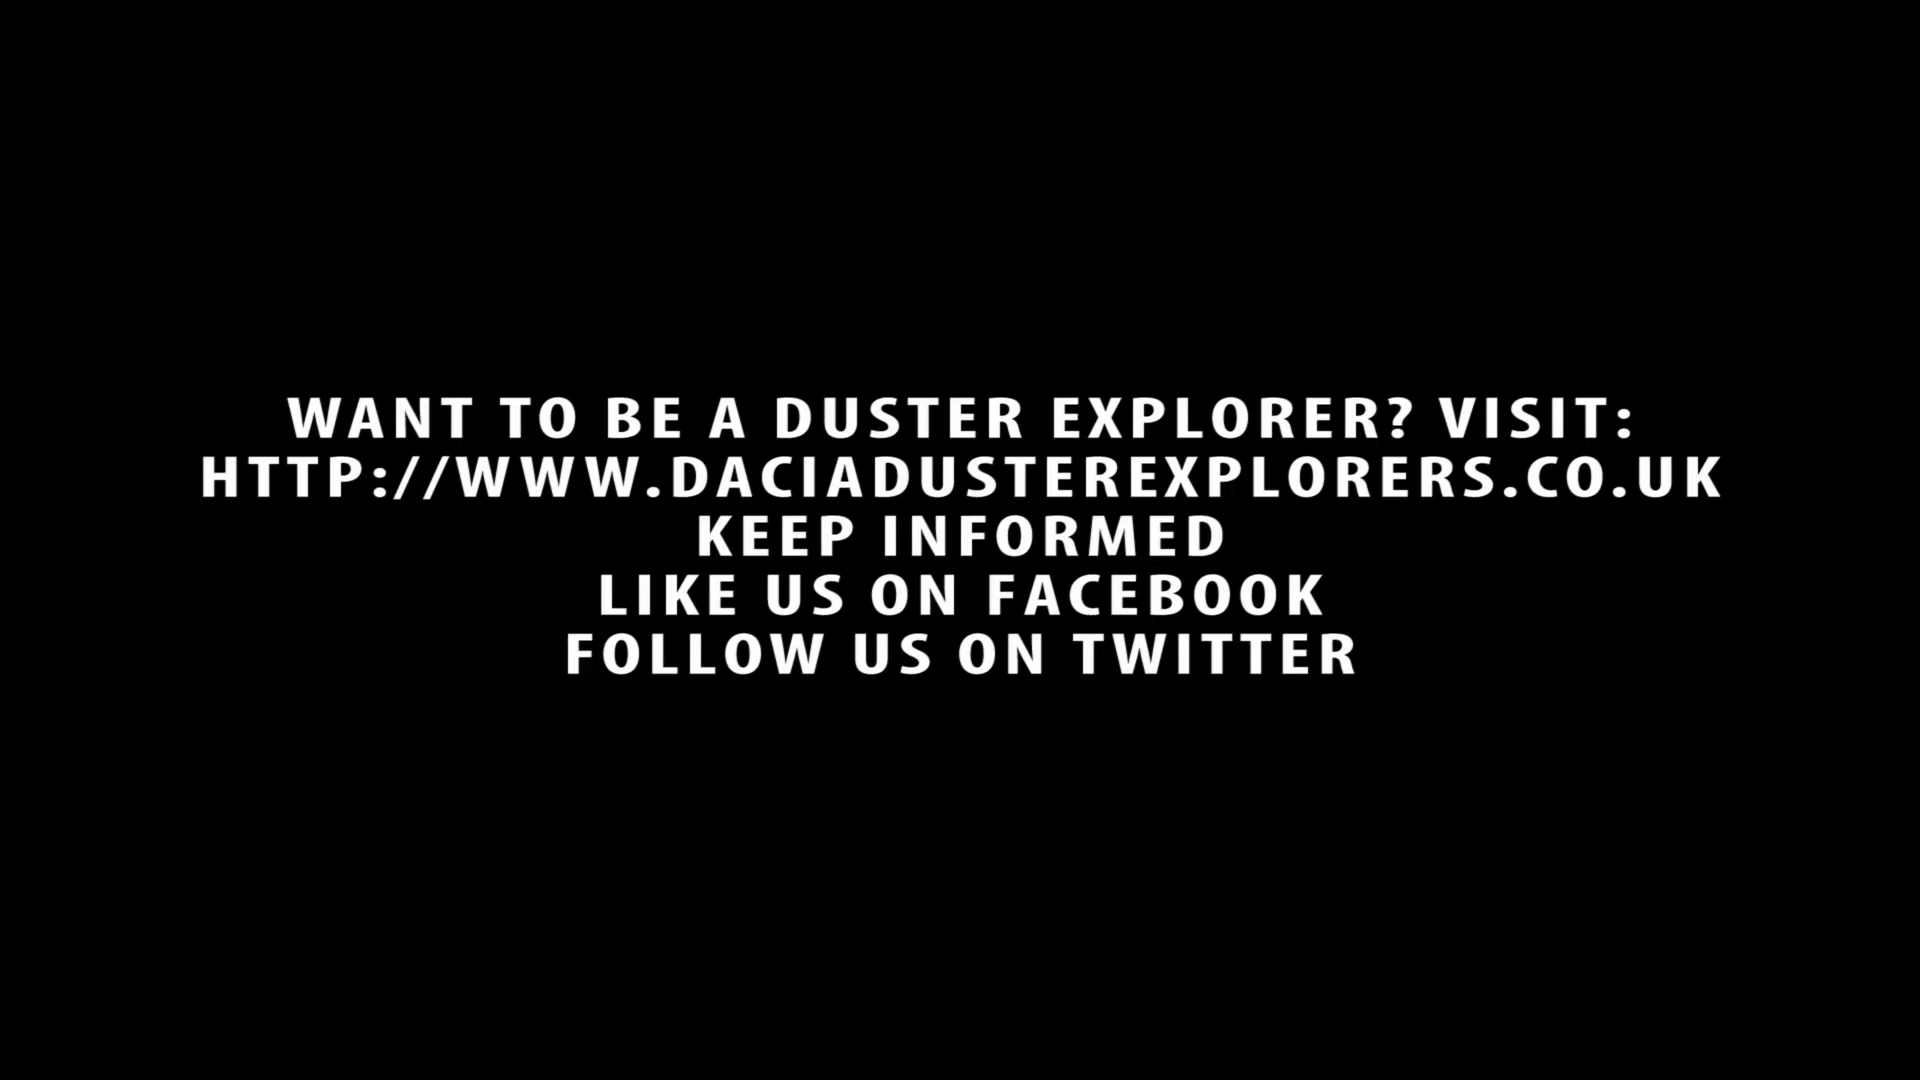 WANT TO BE A DUSTER EXPLORER? VISIT:
HTTP://WWW.DACIADUSTEREXPLORERS.CO.UK
KEEP INFORMED
LIKE US ON FACEBOOK
FOLLOW US ON TWITTER